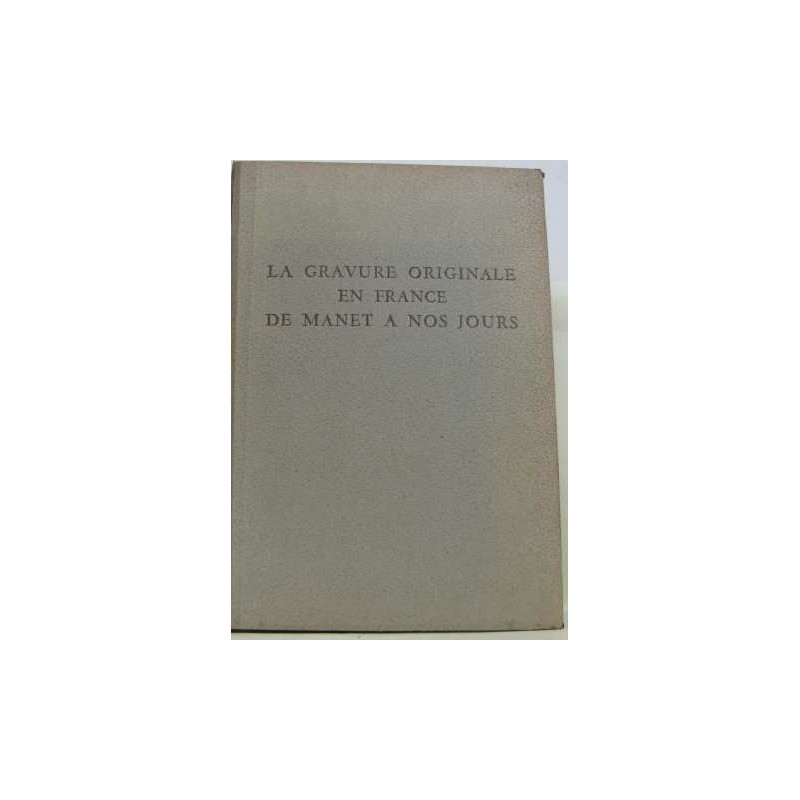 LA GRAVURE ORIGINALE
EN FRANCE
DE MANET A NOS JOURS